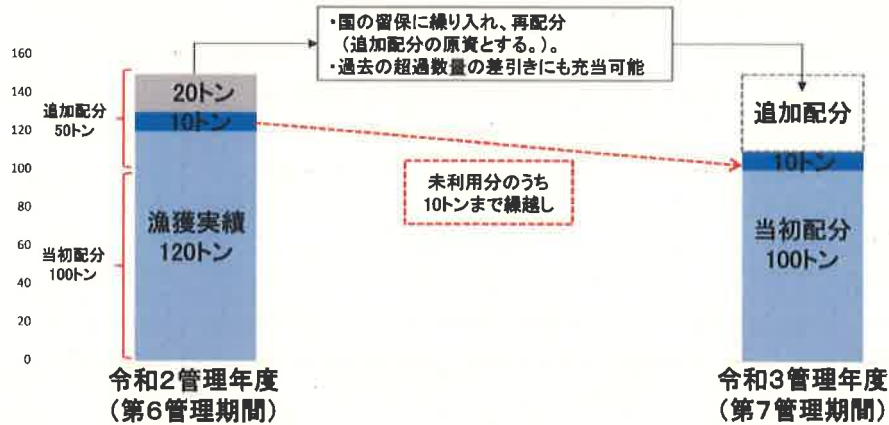 ・国の留保に繰り入れ、再配分
（追加配分の原資とする。）。
・過去の超過数量の差引きにも充当可能
160
140
120
100
80
60
40
20
0
追加配分
50トン
当初配分
100トン
20トン
10トン
漁獲実績
120トン
未利用分のうち
10トンまで繰越し
追加配分
10トン
当初配分
100トン
令和2管理年度
（第6管理期間）
令和3管理年度
（第7管理期間）